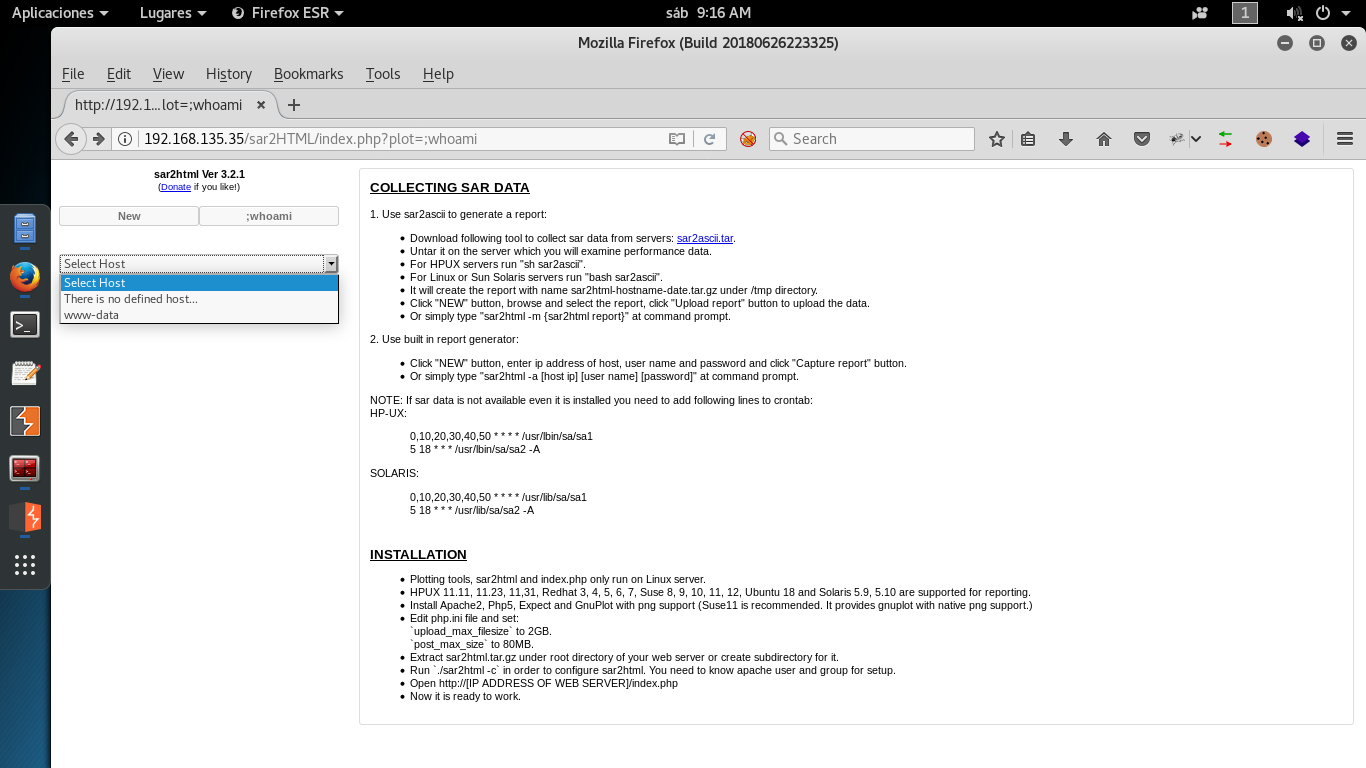 Aplicaciones Lugares Firefox ESR sáb 9:16 AM 1
Mozilla Firefox (Build 20180626223325)
File Edit View History Bookmarks Tools Help
http://192.1...lot=;whoami
192.168.135.35/sar2HTML/index.php?plot=;whoami Search
sar2html Ver 3.2.1
(Donate if you like!)
New ;whoami
Select Host
Select Host
There is no defined host...
www-data
COLLECTING SAR DATA
1. Use sar2ascii to generate a report:
• Download following tool to collect sar data from servers: sar2ascii.tar.
• Untar it on the server which you will examine performance data.
• For HPUX servers run "sh sar2ascii".
• For Linux or Sun Solaris servers run "bash sar2ascii".
• It will create the report with name sar2html-hostname-date.tar.gz under /tmp directory.
• Click "NEW" button, browse and select the report, click "Upload report" button to upload the data.
• Or simply type "sar2html -m {sar2html report}" at command prompt.
2. Use built in report generator:
• Click "NEW" button, enter ip address of host, user name and password and click "Capture report" button.
• Or simply type "sar2html -a [host ip] [user name] [password]" at command prompt.
NOTE: If sar data is not available even it is installed you need to add following lines to crontab:
HP-UX:
0,10,20,30,40,50 * * * * /usr/lbin/sa/sa1
5 18 * * * /usr/lbin/sa/sa2 -A
SOLARIS:
0,10,20,30,40,50 * * * * /usr/lib/sa/sa1
5 18 * * * /usr/lib/sa/sa2 -A
INSTALLATION
• Plotting tools, sar2html and index.php only run on Linux server.
• HPUX 11.11, 11.23, 11,31, Redhat 3, 4, 5, 6, 7, Suse 8, 9, 10, 11, 12, Ubuntu 18 and Solaris 5.9, 5.10 are supported for reporting.
• Install Apache2, Php5, Expect and GnuPlot with png support (Suse11 is recommended. It provides gnuplot with native png support.)
• Edit php.ini file and set:
`upload_max_filesize` to 2GB.
`post_max_size` to 80MB.
• Extract sar2html.tar.gz under root directory of your web server or create subdirectory for it.
• Run `./sar2html -c` in order to configure sar2html. You need to know apache user and group for setup.
• Open http://[IP ADDRESS OF WEB SERVER]/index.php
• Now it is ready to work.